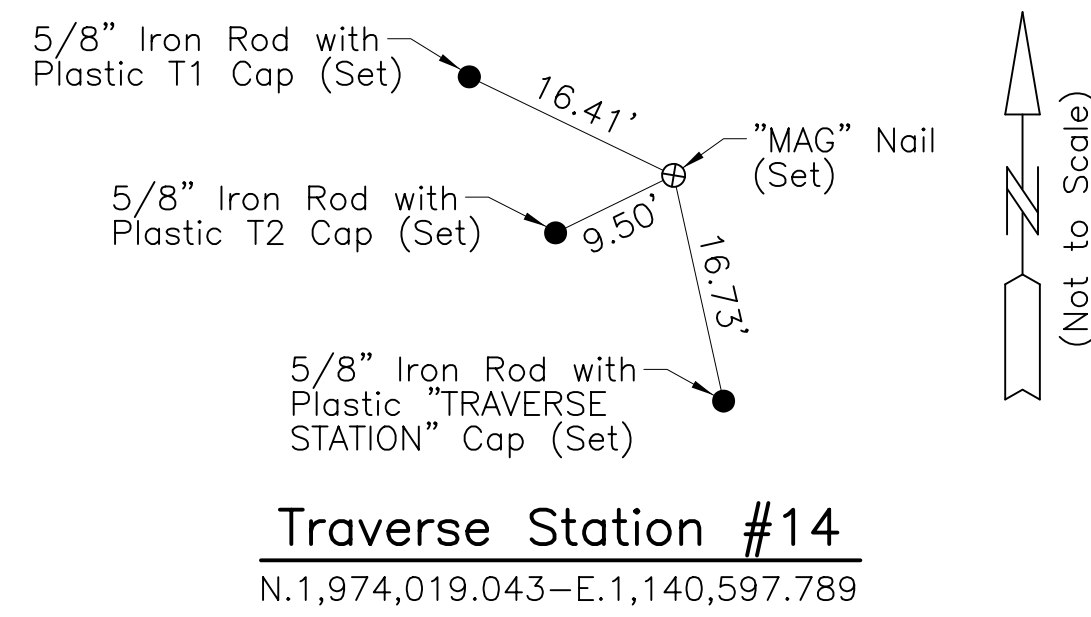 5/8” Iron Rod with
Plastic T1 Cap (Set)
16.41’
”MAG” Nail
(Set)
5/8” Iron Rod with
Plastic T2 Cap (Set)
9.50’
16.73’
5/8” Iron Rod with
Plastic ”TRAVERSE
STATION” Cap (Set)
N
(Not to Scale)
Traverse Station #14
N.1,974,019.043–E.1,140,597.789